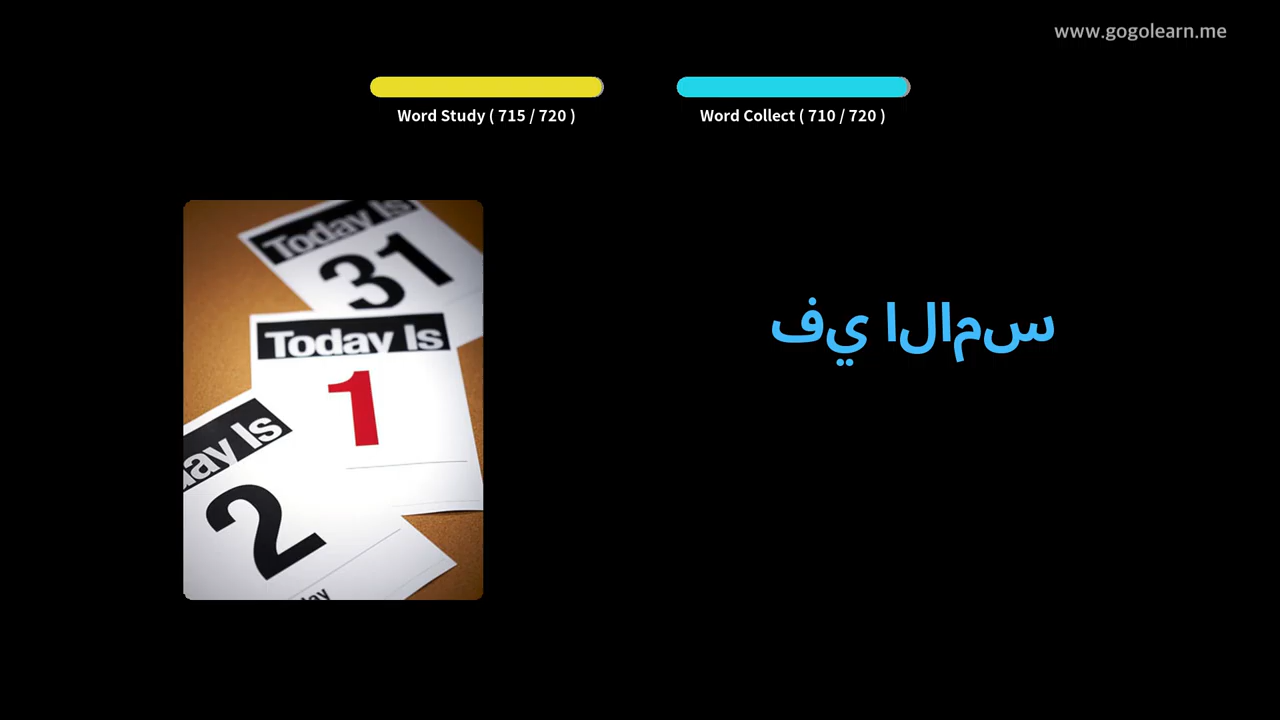 www.gogolearn.me
Word Study ( 715 / 720 )
Word Collect ( 710 / 720 )
Today Is
31
Today Is
1
ay Is
2
في الامس